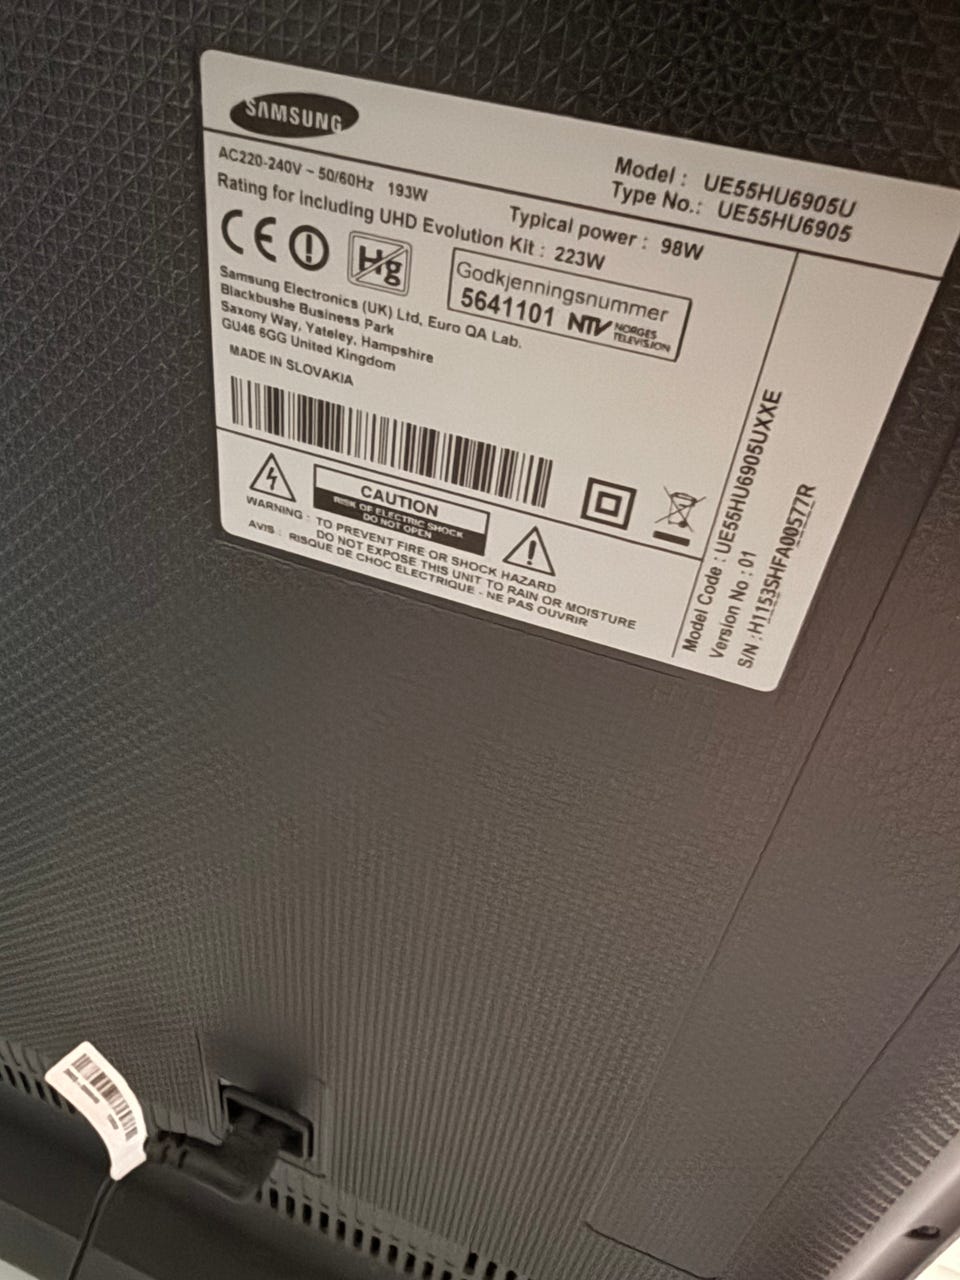 SAMSUNG
Model : UE55HU6905U
Type No.: UE55HU6905
AC220-240V ~ 50/60Hz 193W
Typical power : 98W
Rating for including UHD Evolution Kit : 223W
CE
Hg
Godkjenningsnummer
5641101 NTV NORGES
TELEVISJON
Samsung Electronics (UK) Ltd, Euro QA Lab.
Blackbushe Business Park
Saxony Way, Yateley, Hampshire
GU46 6GG United Kingdom
MADE IN SLOVAKIA
CAUTION
RISK OF ELECTRIC SHOCK
DO NOT OPEN
WARNING : TO PREVENT FIRE OR SHOCK HAZARD
DO NOT EXPOSE THIS UNIT TO RAIN OR MOISTURE
AVIS : RISQUE DE CHOC ELECTRIQUE - NE PAS OUVRIR
Model Code : UE55HU6905UXXE
Version No : 01
S/N : H1153SHFA00577R